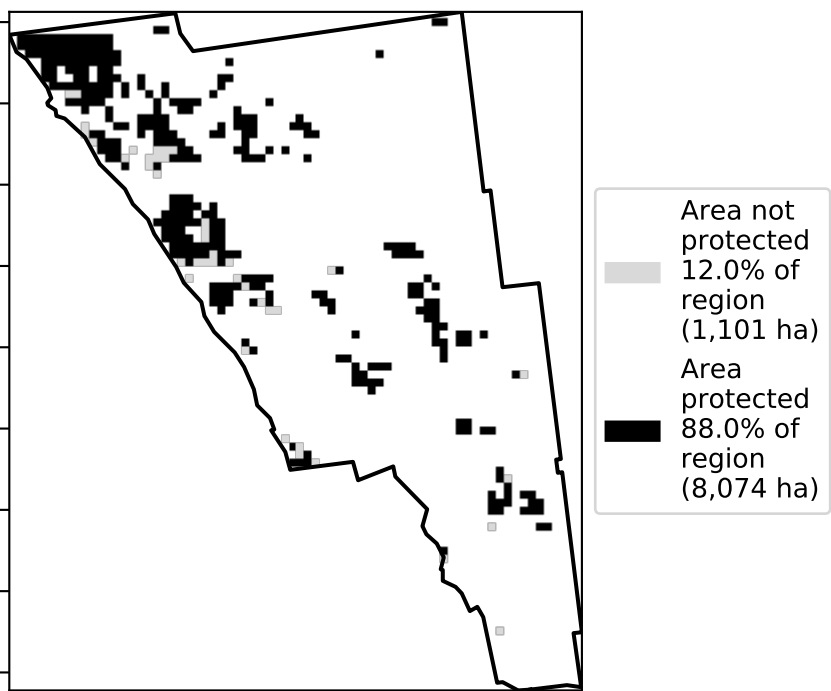 Area not
protected
12.0% of
region
(1,101 ha)
Area
protected
88.0% of
region
(8,074 ha)